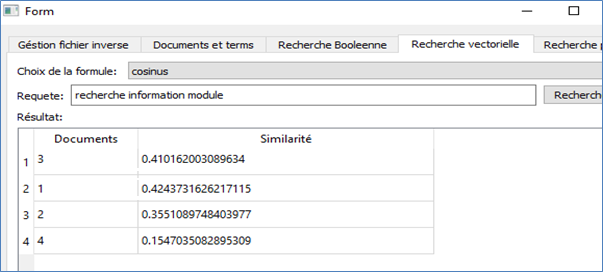 Form
Géstion fichier inverse Documents et terms Recherche Booleenne Recherche vectorielle Recherche
Choix de la formule: cosinus
Requete: recherche information module Recherch
Résultat:
Documents Similarité
1 3 0.410162003089634
2 1 0.4243731626217115
3 2 0.3551089748403977
4 4 0.1547035082895309